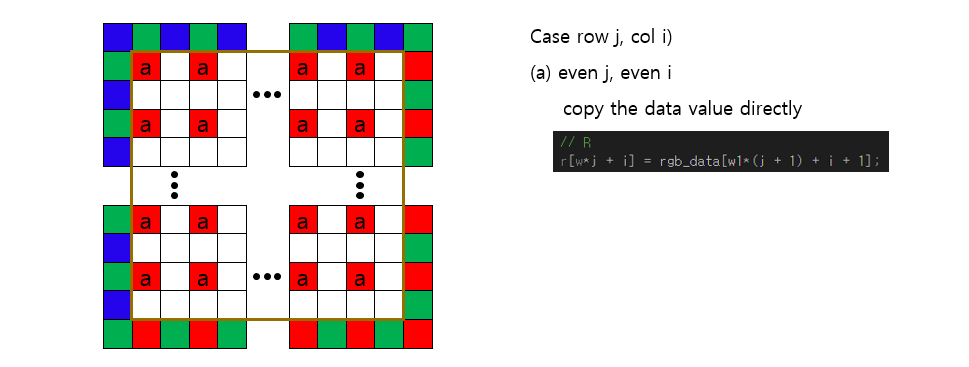 Case row j, col i)
(a) even j, even i
copy the data value directly
// R
r[w*j + i] = rgb_data[w1*(j + 1) + i + 1];
a a a a
a a a a
a a a a
a a a a